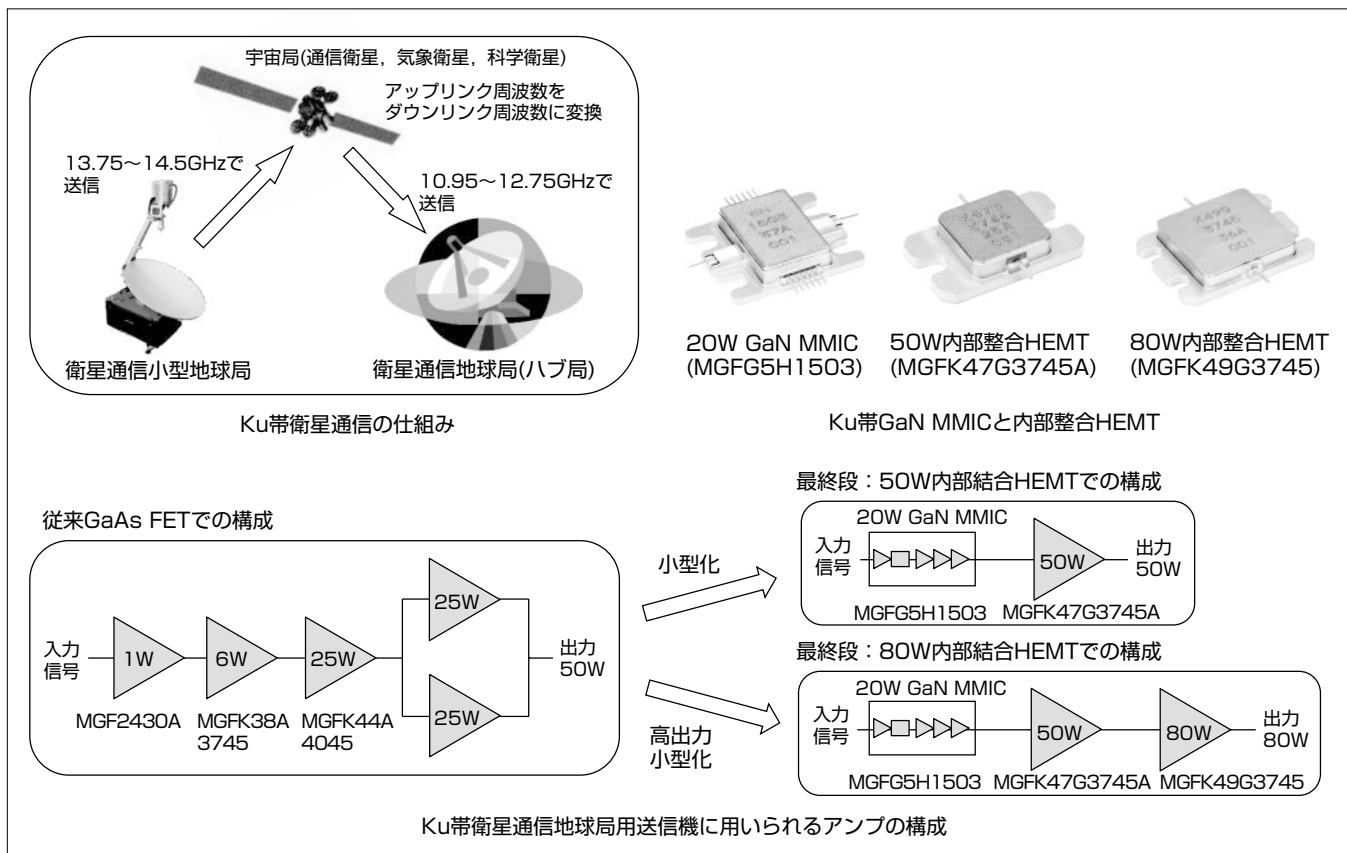 宇宙局(通信衛星，気象衛星，科学衛星)
アップリンク周波数を
ダウンリンク周波数に変換
13.75～14.5GHzで
送信
10.95～12.75GHzで
送信
衛星通信小型地球局
衛星通信地球局(ハブ局)
Ku帯衛星通信の仕組み
20W GaN MMIC
(MGFG5H1503)
50W内部整合HEMT
(MGFK47G3745A)
80W内部整合HEMT
(MGFK49G3745)
Ku帯GaN MMICと内部整合HEMT
従来GaAs FETでの構成
入力
信号
1W
6W
25W
25W
25W
出力
50W
MGF2430A
MGFK38A
3745
MGFK44A
4045
小型化
高出力
小型化
最終段：50W内部結合HEMTでの構成
20W GaN MMIC
入力
信号
50W
出力
50W
MGFG5H1503
MGFK47G3745A
最終段：80W内部結合HEMTでの構成
20W GaN MMIC
入力
信号
50W
80W
出力
80W
MGFG5H1503
MGFK47G3745A
MGFK49G3745
Ku帯衛星通信地球局用送信機に用いられるアンプの構成